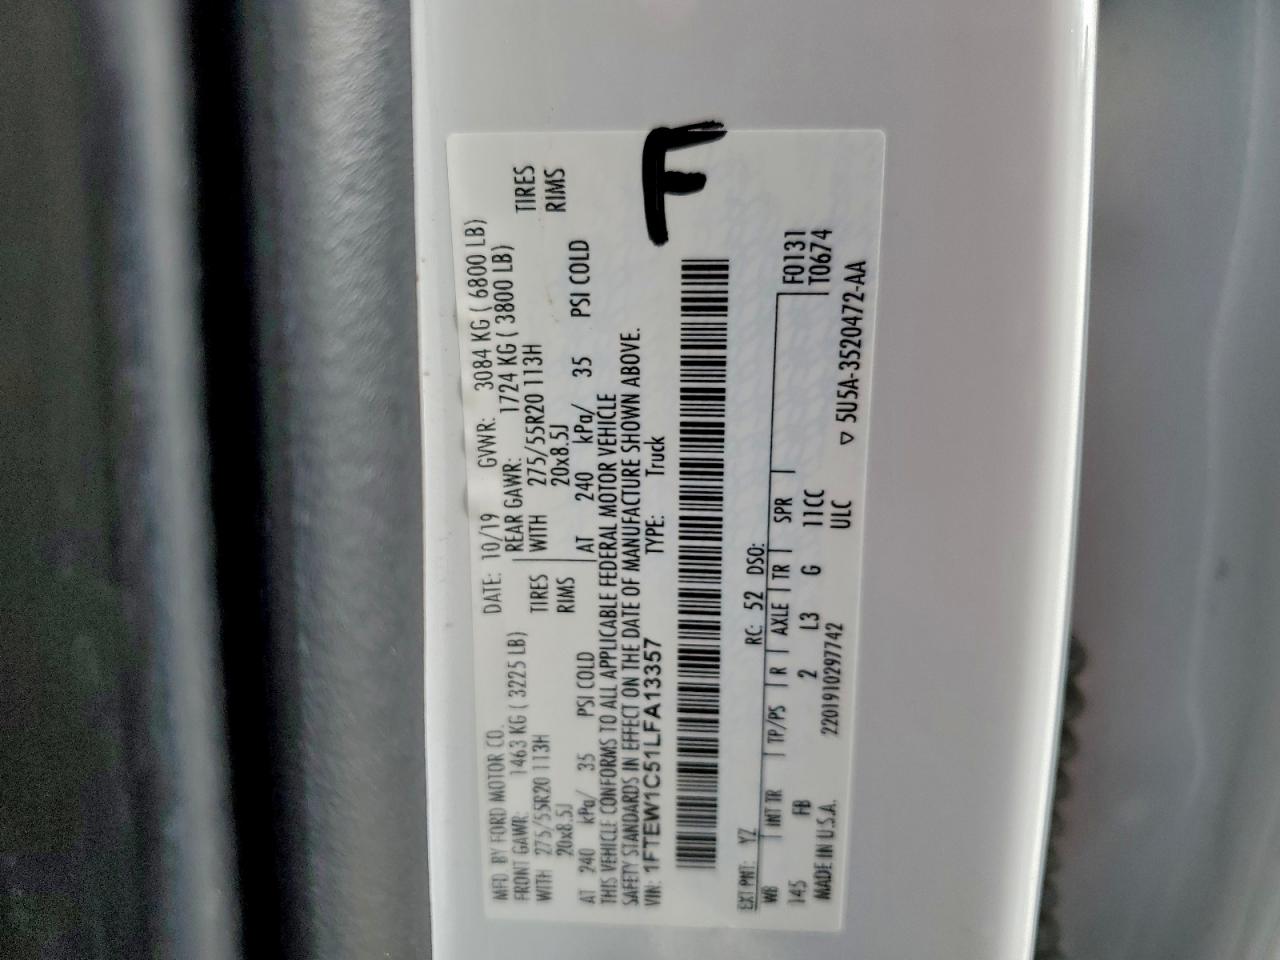 F
MFD. BY FORD MOTOR CO. DATE: 10/19 GVWR: 3084 KG ( 6800 LB)
FRONT GAWR: 1463 KG ( 3225 LB) REAR GAWR: 1724 KG ( 3800 LB)
WITH 275/55R20 113H TIRES WITH 275/55R20 113H TIRES
20x8.5J RIMS 20x8.5J RIMS
AT 240 kPa/ 35 PSI COLD AT 240 kPa/ 35 PSI COLD
THIS VEHICLE CONFORMS TO ALL APPLICABLE FEDERAL MOTOR VEHICLE
SAFETY STANDARDS IN EFFECT ON THE DATE OF MANUFACTURE SHOWN ABOVE.
VIN: 1FTEW1C51LFA13357 TYPE: Truck
EXT PNT: YZ RC: 52 DSO:
WB INT TR TP/PS R AXLE TR SPR F0131
145 FB 2 L3 G 11CC T0674
MADE IN U.S.A. 2201910297742 ULC ▽ 5U5A-3520472-AA